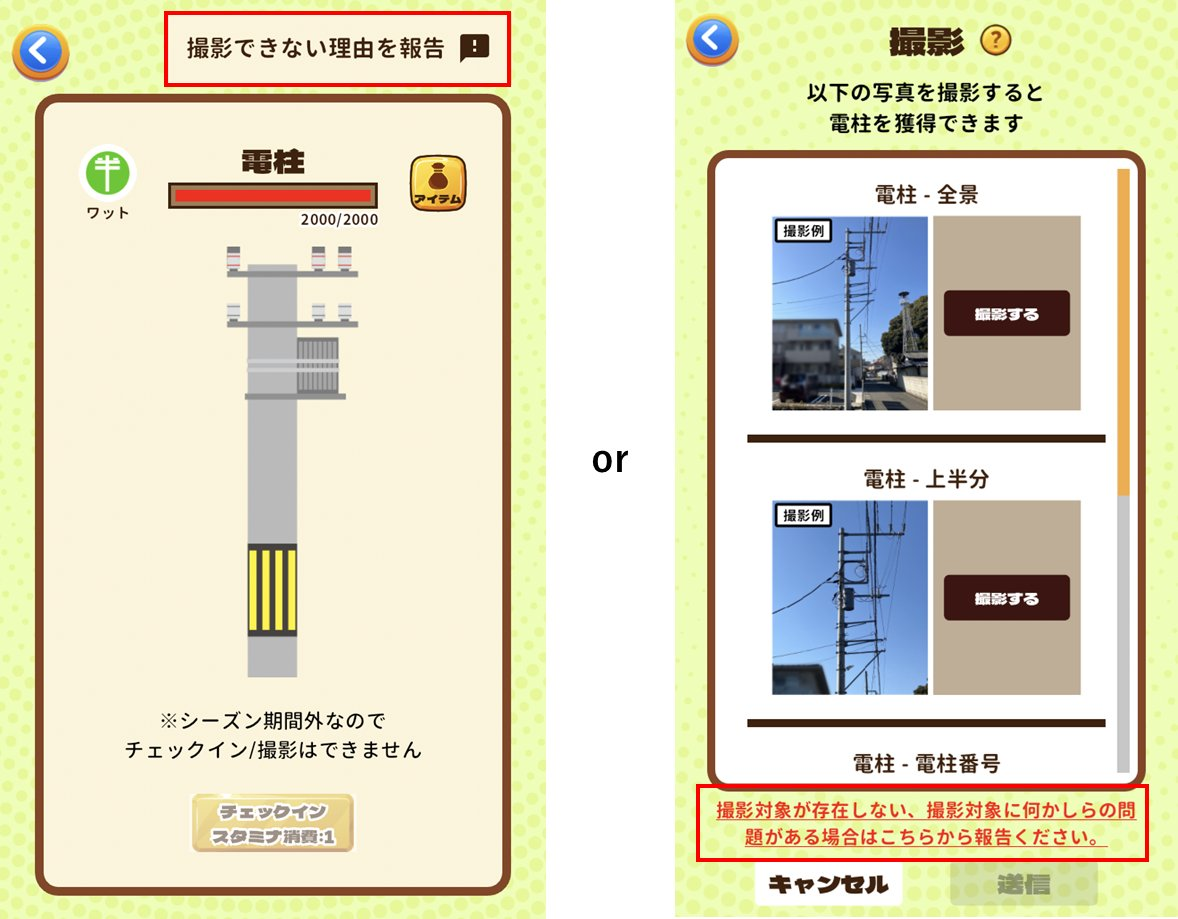 撮影できない理由を報告
ワット
電柱
アイテム
2000/2000
※シーズン期間外なので
チェックイン/撮影はできません
チェックイン
スタミナ消費:1
or
撮影
?
以下の写真を撮影すると
電柱を獲得できます
電柱 - 全景
撮影例
撮影する
電柱 - 上半分
撮影例
撮影する
電柱 - 電柱番号
撮影対象が存在しない、撮影対象に何かしらの問
題がある場合はこちらから報告ください。
キャンセル
送信